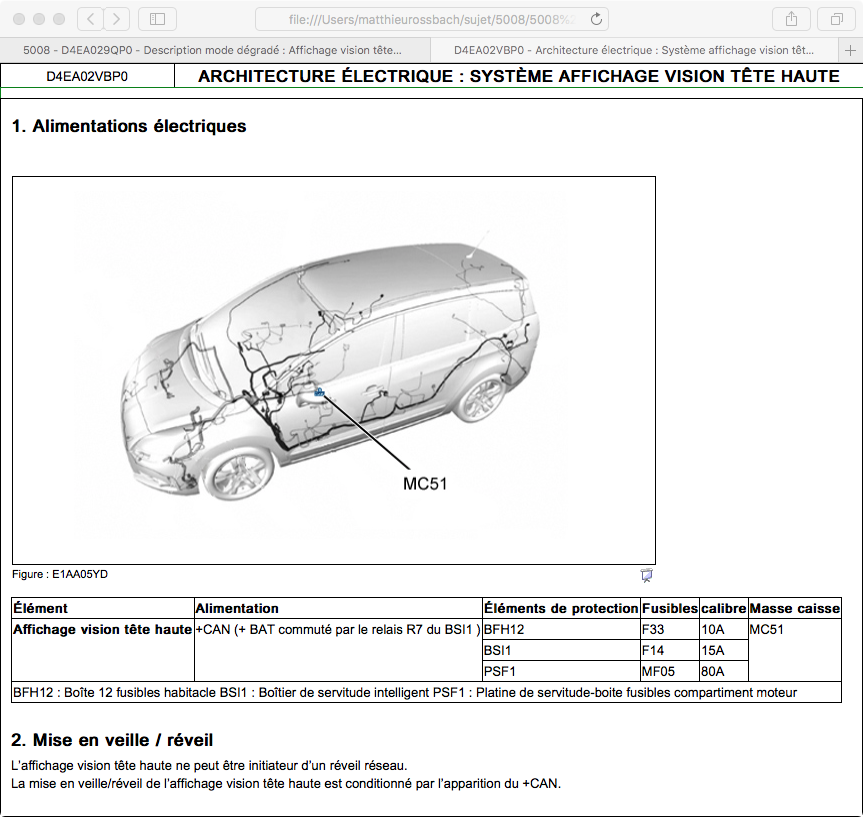 file:///Users/matthieurossbach/sujet/5008/5008%2
5008 - D4EA029QP0 - Description mode dégradé : Affichage vision tête...
D4EA02VBP0 - Architecture électrique : Système affichage vision têt...
D4EA02VBP0
ARCHITECTURE ÉLECTRIQUE : SYSTÈME AFFICHAGE VISION TÊTE HAUTE
1. Alimentations électriques
MC51
Figure : E1AA05YD
Élément Alimentation Éléments de protection Fusibles calibre Masse caisse
Affichage vision tête haute +CAN (+ BAT commuté par le relais R7 du BSI1 ) BFH12 F33 10A MC51
BSI1 F14 15A
PSF1 MF05 80A
BFH12 : Boîte 12 fusibles habitacle BSI1 : Boîtier de servitude intelligent PSF1 : Platine de servitude-boite fusibles compartiment moteur
2. Mise en veille / réveil
L'affichage vision tête haute ne peut être initiateur d'un réveil réseau.
La mise en veille/réveil de l'affichage vision tête haute est conditionné par l'apparition du +CAN.